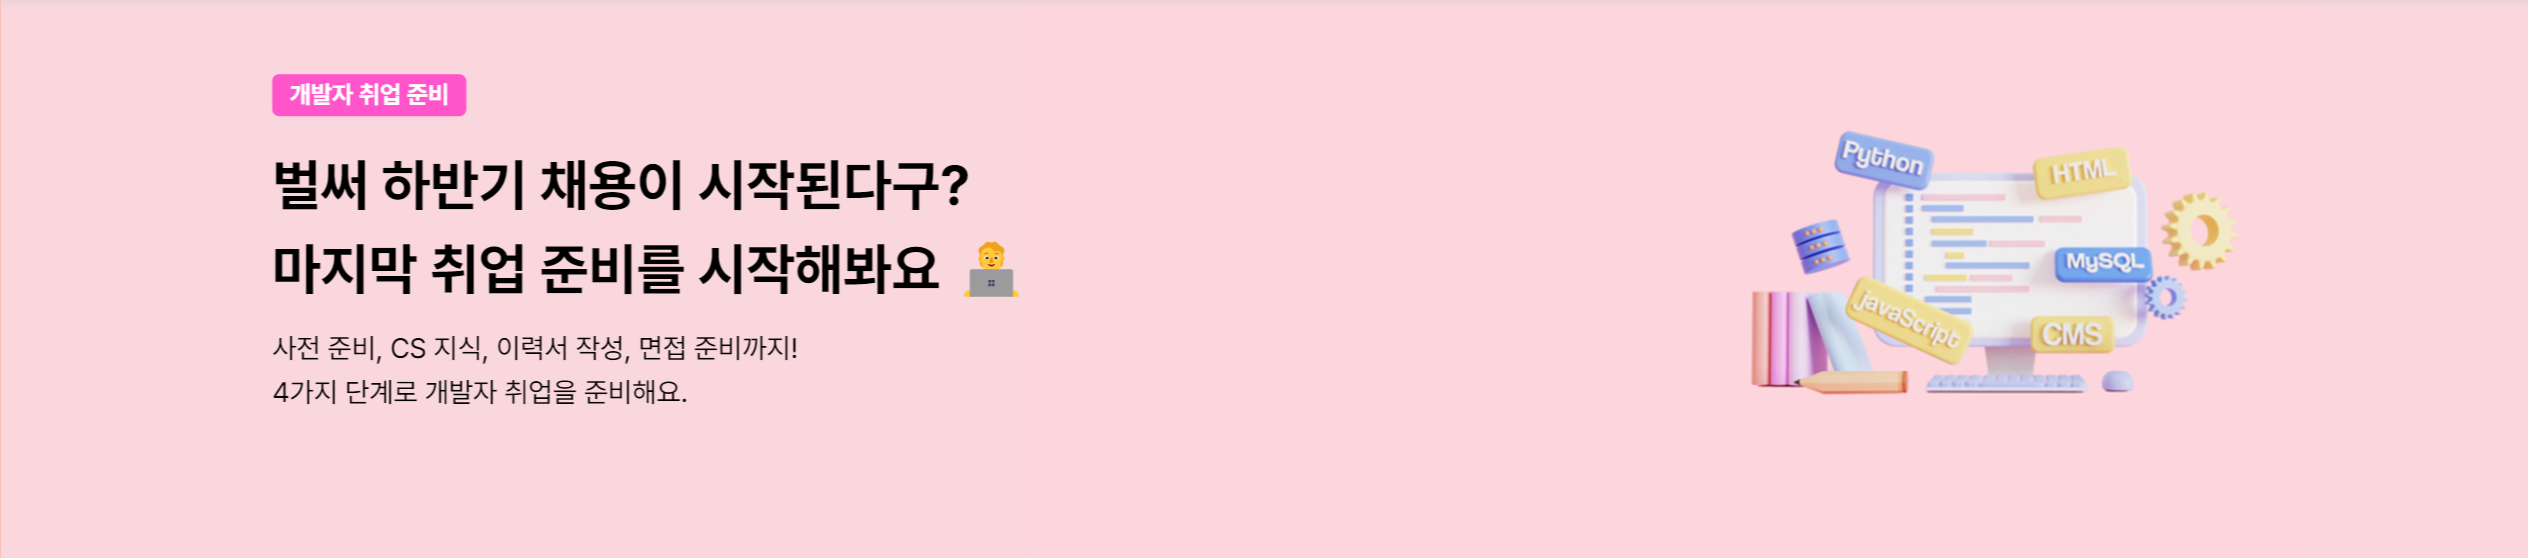 개발자 취업 준비
벌써 하반기 채용이 시작된다구?
마지막 취업 준비를 시작해봐요 🧑‍💻
사전 준비, CS 지식, 이력서 작성, 면접 준비까지!
4가지 단계로 개발자 취업을 준비해요.
Python
HTML
MySQL
javaScript
CMS